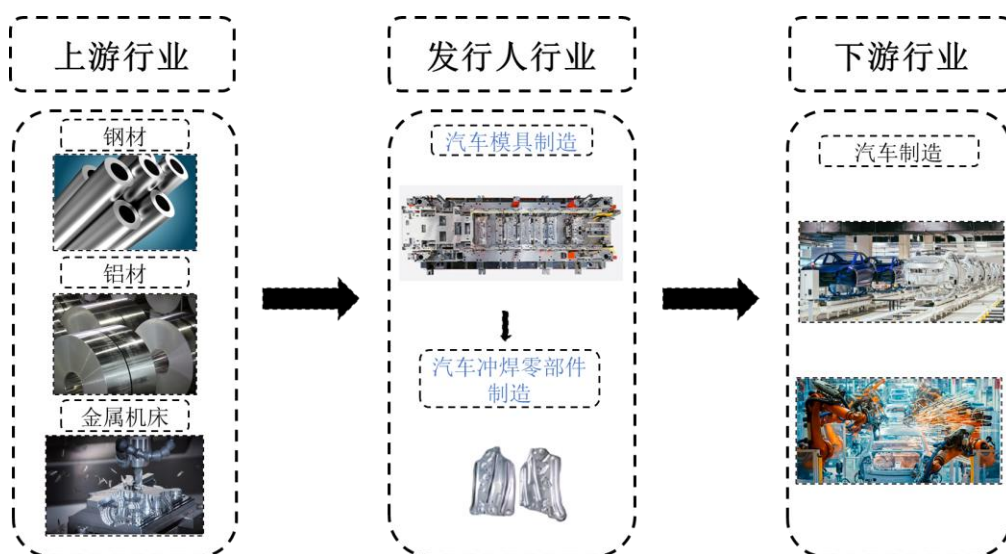 上游行业
发行人行业
下游行业
钢材
铝材
金属机床
汽车模具制造
汽车冲焊零部件
制造
汽车制造